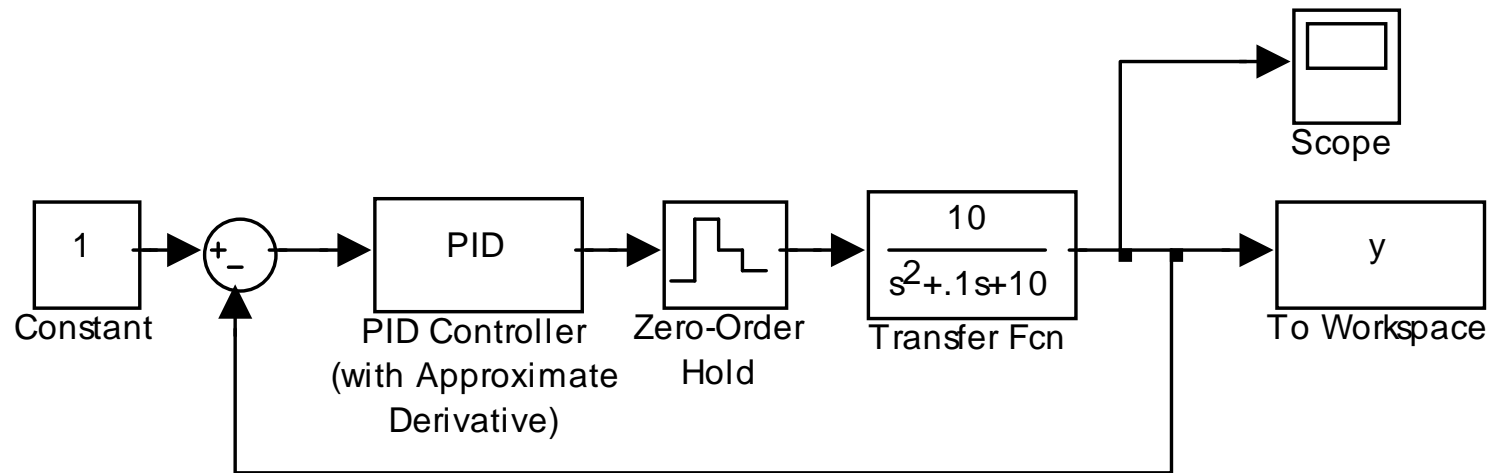 Scope
1
+
−
PID
10
s²+.1s+10
y
Constant
PID Controller
(with Approximate
Derivative)
Zero-Order
Hold
Transfer Fcn
To Workspace